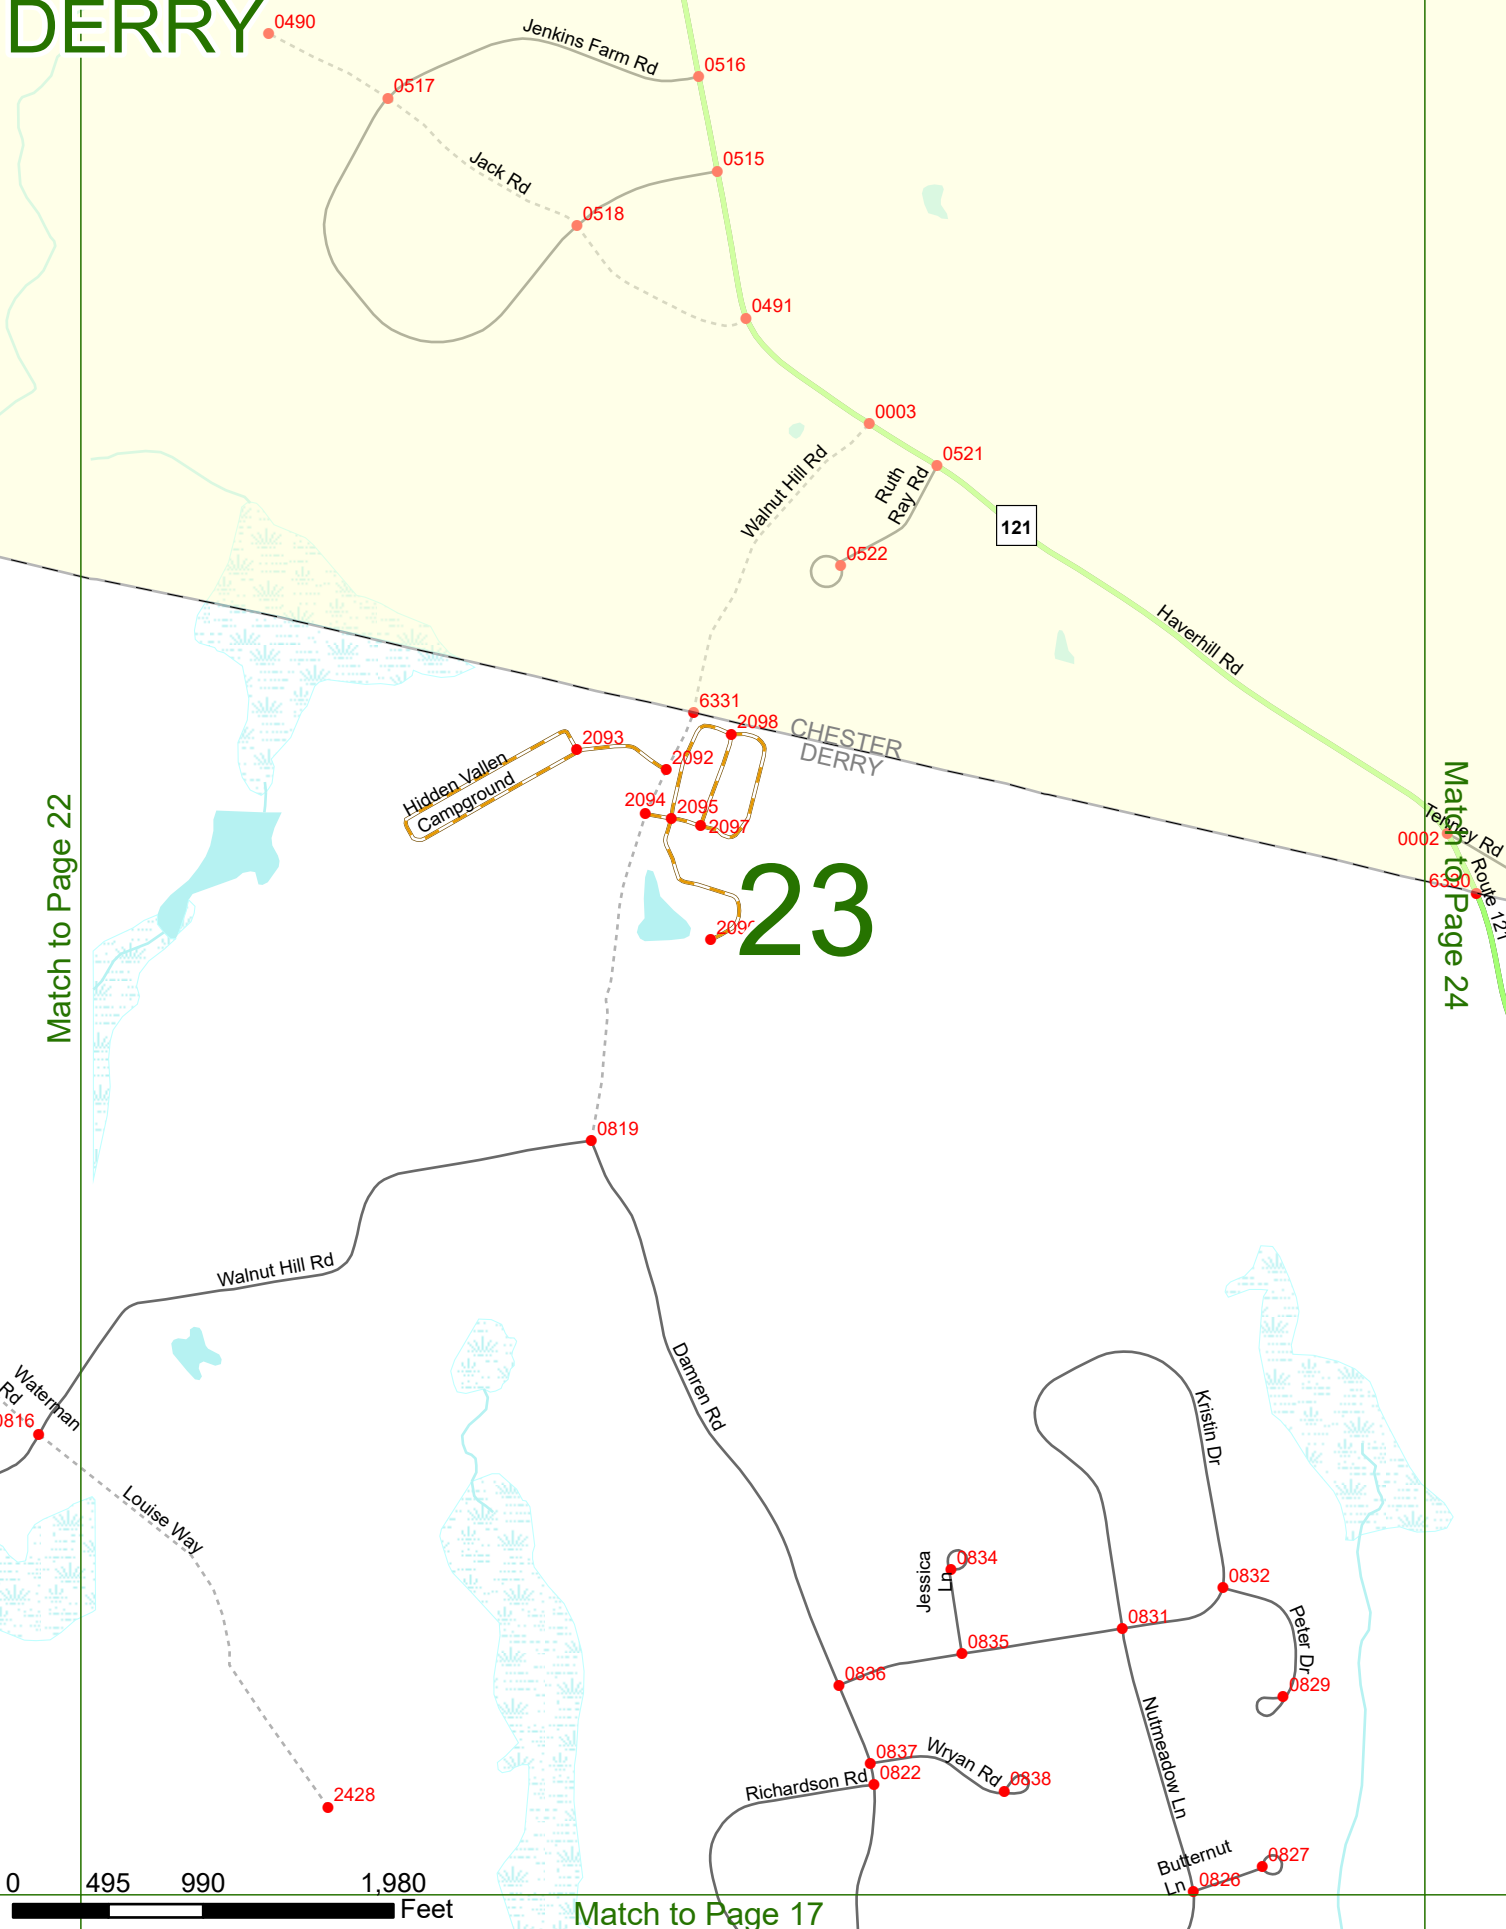 DERRY
0490
Jenkins Farm Rd
0516
0517
0515
Jack Rd
0518
0491
0003
Walnut Hill Rd
0521
Ruth
Ray Rd
121
0522
Haverhill Rd
6331
2098
CHESTER
DERRY
2093
2092
Hidden Vallen
Campground
2094
2095
2097
Match to Page 22
Match to Page 24
Tenney Rd
0002
6330
Route 121
23
0819
Walnut Hill Rd
Damren Rd
Waterman
Rd
0816
Louise Way
Kristin Dr
Jessica
Ln
0834
0832
0831
0835
Peter Dr
0836
0829
Nutmeadow Ln
0837
Wryan Rd
0822
Richardson Rd
0838
2428
Butternut
Ln
0827
0826
0 495 990 1,980
Feet
Match to Page 17